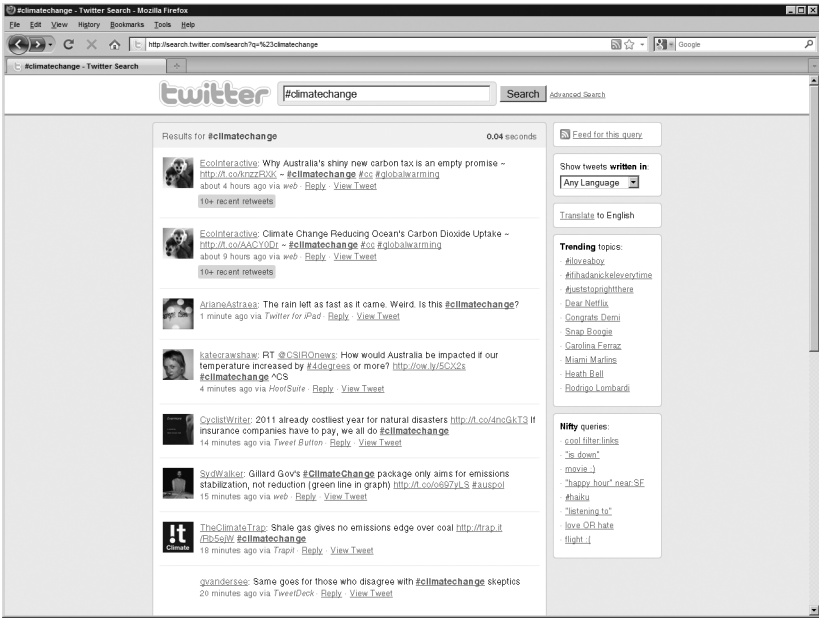 #climatechange - Twitter Search - Mozilla Firefox
File Edit View History Bookmarks Tools Help
http://search.twitter.com/search?q=%23climatechange
Google
#climatechange - Twitter Search
twitter
#climatechange
Search
Advanced Search
Results for #climatechange
0.04 seconds
EcoInteractive: Why Australia's shiny new carbon tax is an empty promise ~
http://t.co/knzzRXK ~ #climatechange #cc #globalwarming
about 4 hours ago via web · Reply · View Tweet
10+ recent retweets
EcoInteractive: Climate Change Reducing Ocean's Carbon Dioxide Uptake ~
http://t.co/AACY0Dr ~ #climatechange #cc #globalwarming
about 9 hours ago via web · Reply · View Tweet
10+ recent retweets
ArianeAstraea: The rain left as fast as it came. Weird. Is this #climatechange?
1 minute ago via Twitter for iPad · Reply · View Tweet
katecrawshaw: RT @CSIROnews: How would Australia be impacted if our
temperature increased by #4degrees or more? http://ow.ly/5CX2s
#climatechange ^CS
4 minutes ago via HootSuite · Reply · View Tweet
CyclistWriter: 2011 already costliest year for natural disasters http://t.co/4ncGkT3 If
insurance companies have to pay, we all do #climatechange
14 minutes ago via Tweet Button · Reply · View Tweet
SydWalker: Gillard Gov's #ClimateChange package only aims for emissions
stabilization, not reduction (green line in graph) http://t.co/o697yLS #auspol
15 minutes ago via web · Reply · View Tweet
!t
Climate
TheClimateTrap: Shale gas gives no emissions edge over coal http://trap.it
/Rb5ejW #climatechange
18 minutes ago via Trapit · Reply · View Tweet
gvandersee: Same goes for those who disagree with #climatechange skeptics
20 minutes ago via TweetDeck · Reply · View Tweet
Feed for this query
Show tweets written in:
Any Language
Translate to English
Trending topics:
· #iloveaboy
· #ifihadanickeleverytime
· #juststoprightthere
· Dear Netflix
· Congrats Demi
· Snap Boogie
· Carolina Ferraz
· Miami Marlins
· Heath Bell
· Rodrigo Lombardi
Nifty queries:
· cool filter:links
· "is down"
· movie :)
· "happy hour" near:SF
· #haiku
· "listening to"
· love OR hate
· flight :(